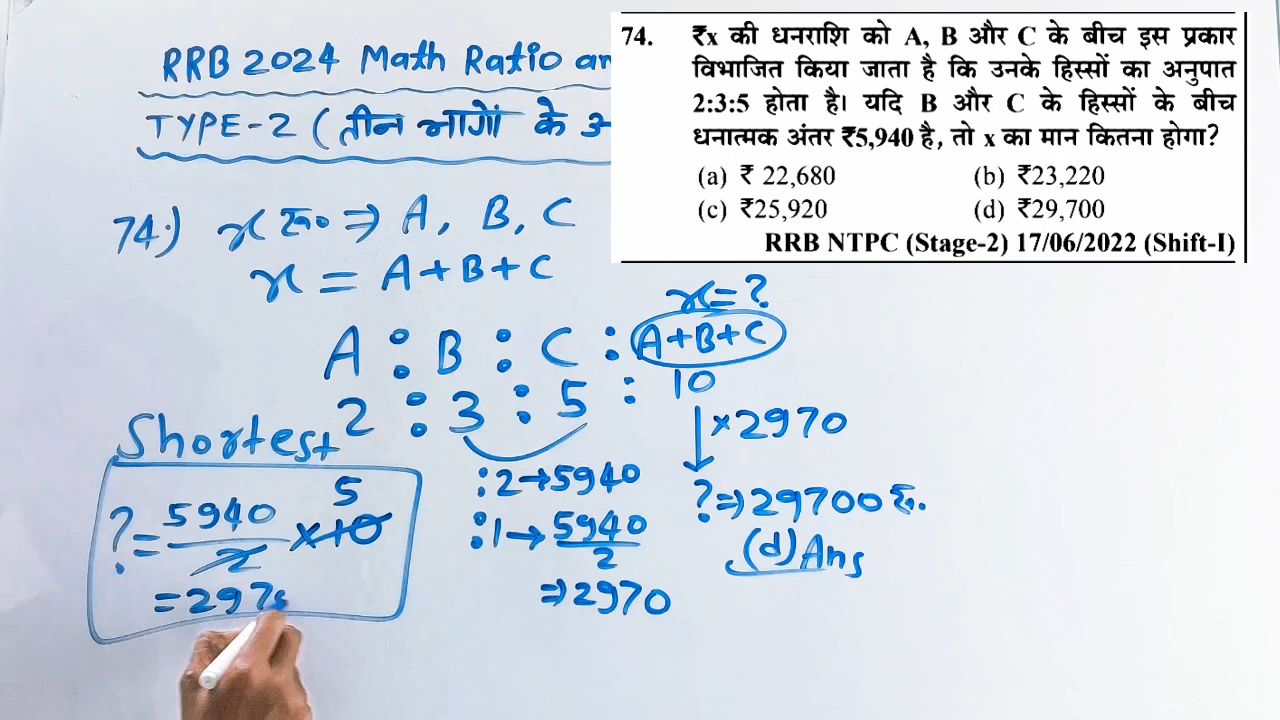 RRB 2024 Math Ratio an
TYPE-2 (तीन भागों के अ
74. ₹x की धनराशि को A, B और C के बीच इस प्रकार
विभाजित किया जाता है कि उनके हिस्सों का अनुपात
2:3:5 होता है। यदि B और C के हिस्सों के बीच
धनात्मक अंतर ₹5,940 है, तो x का मान कितना होगा?
(a) ₹ 22,680 (b) ₹23,220
(c) ₹25,920 (d) ₹29,700
RRB NTPC (Stage-2) 17/06/2022 (Shift-I)
74.) x रु० ⇒ A, B, C
x = A+B+C
x=?
A : B : C : A+B+C
2 : 3 : 5 : 10
×2970
:2→5940
:1→5940/2
⇒2970
?⇒29700रु.
(d) Ans
Shortest
5
?= 5940/2 ×10
=297